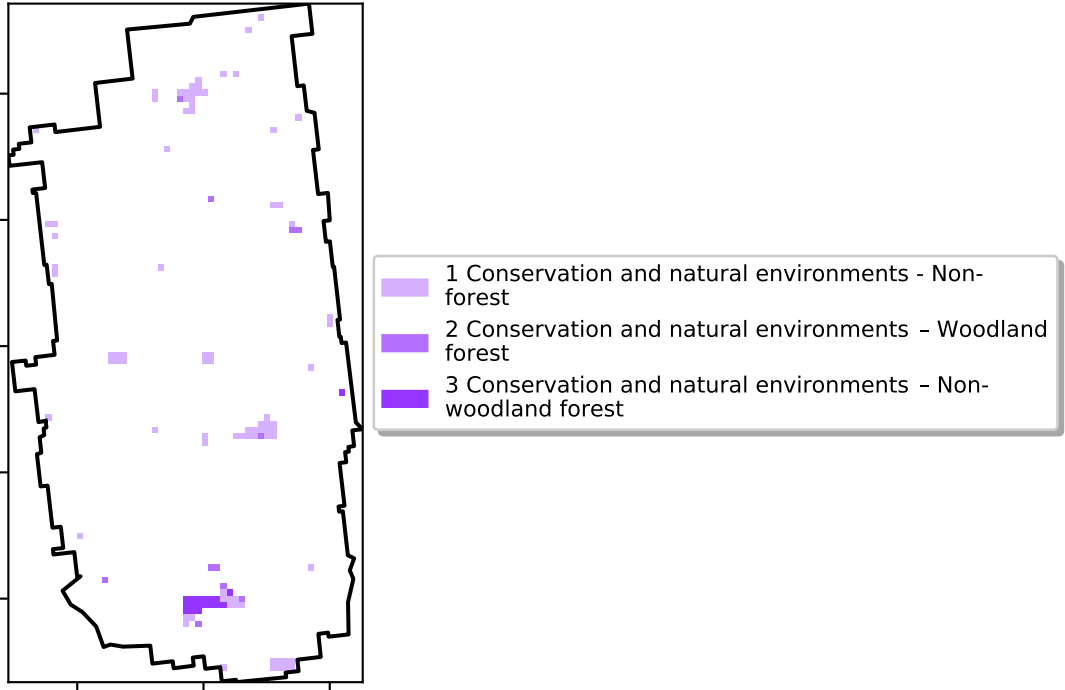 1 Conservation and natural environments - Non-
forest
2 Conservation and natural environments – Woodland
forest
3 Conservation and natural environments – Non-
woodland forest